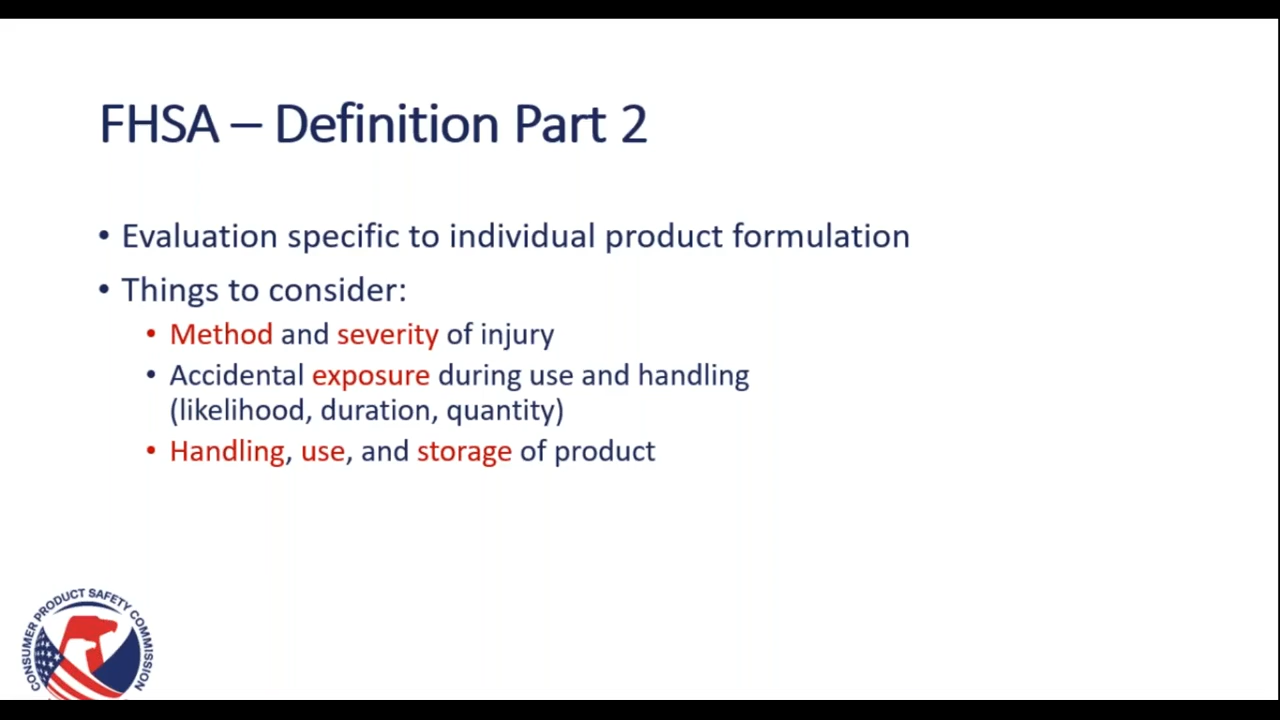 FHSA – Definition Part 2
• Evaluation specific to individual product formulation
• Things to consider:
• Method and severity of injury
• Accidental exposure during use and handling
(likelihood, duration, quantity)
• Handling, use, and storage of product
CONSUMER PRODUCT SAFETY COMMISSION